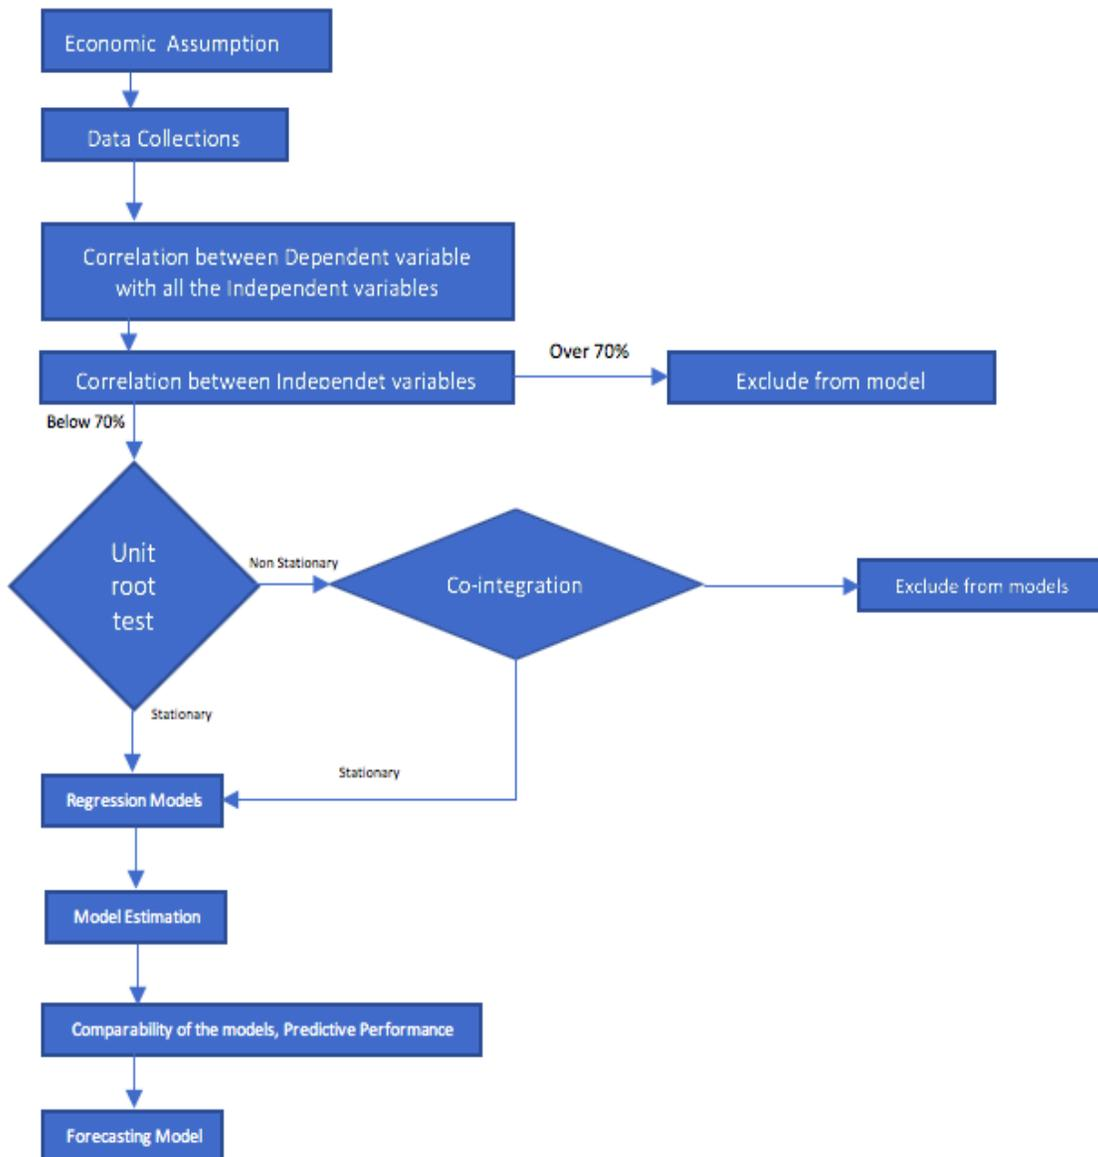 Economic Assumption
Data Collections
Correlation between Dependent variable
with all the Independent variables
Correlation between Independet variables
Over 70%
Exclude from model
Below 70%
Unit
root
test
Non Stationary
Co-integration
Exclude from models
Stationary
Stationary
Regression Models
Model Estimation
Comparability of the models, Predictive Performance
Forecasting Model